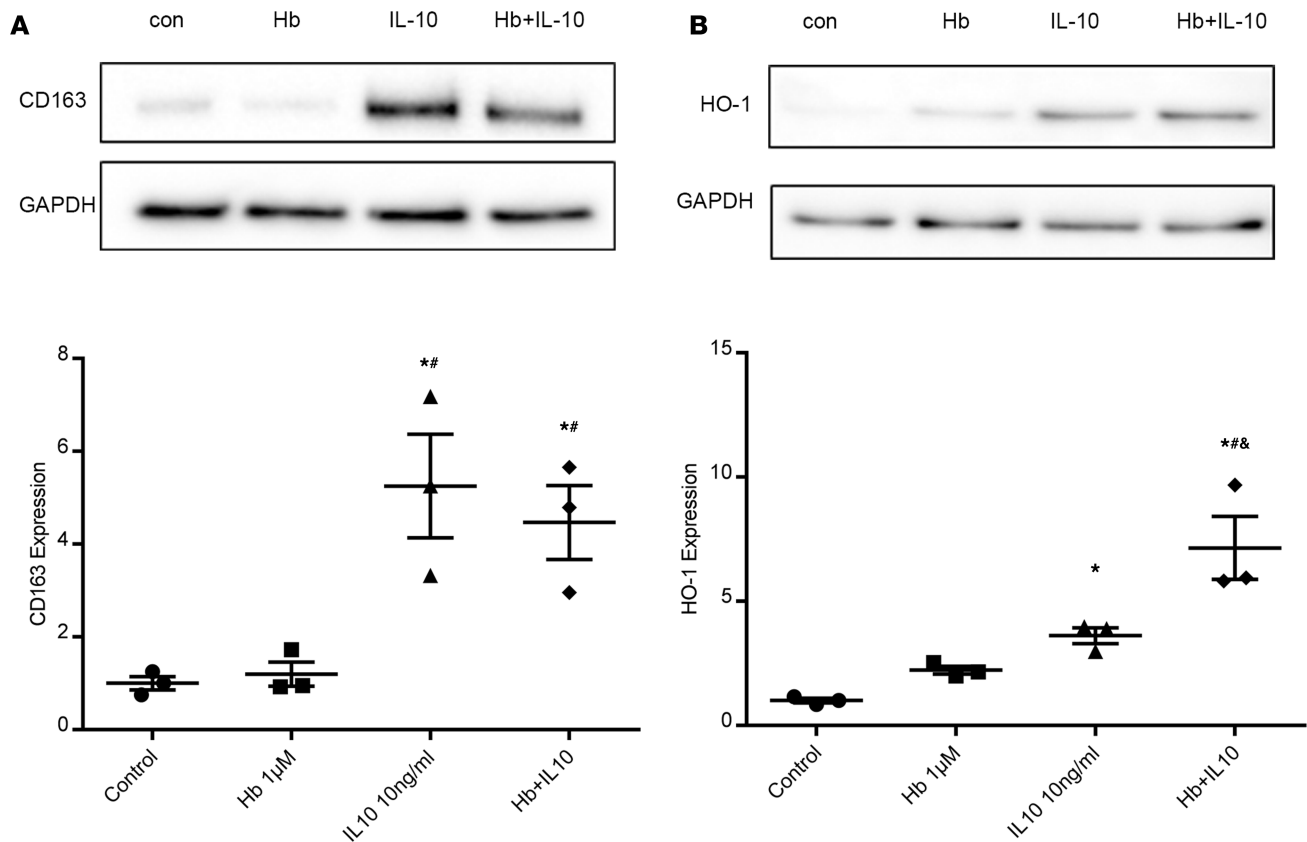 A
con Hb IL-10 Hb+IL-10
CD163
GAPDH
8
6
4
2
0
CD163 Expression
*#
*#
Control
Hb 1µM
IL10 10ng/ml
Hb+IL10
B
con Hb IL-10 Hb+IL-10
HO-1
GAPDH
15
10
5
0
HO-1 Expression
*
*#&
Control
Hb 1µM
IL10 10ng/ml
Hb+IL10